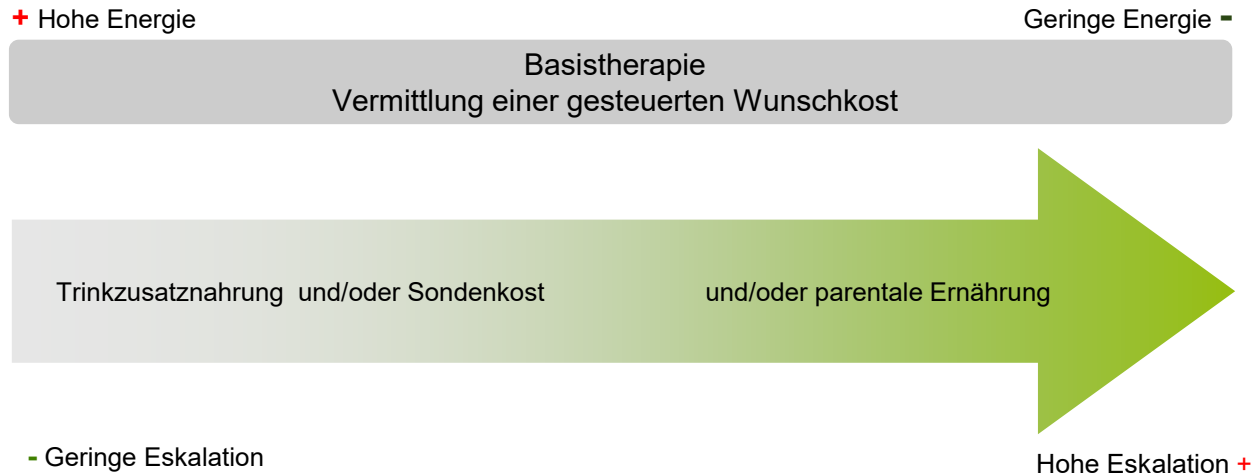 + Hohe Energie
Geringe Energie -
Basistherapie
Vermittlung einer gesteuerten Wunschkost
Trinkzusatznahrung und/oder Sondenkost und/oder parentale Ernährung
- Geringe Eskalation
Hohe Eskalation +